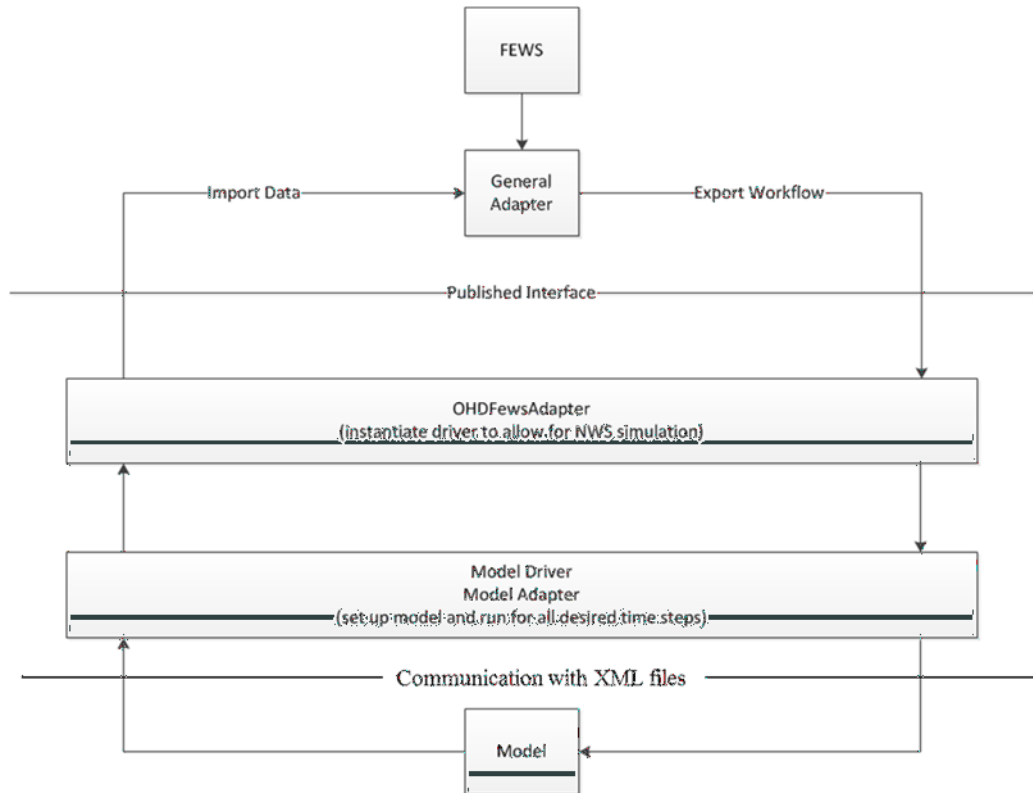 FEWS
General
Adapter
Import Data
Export Workflow
Published Interface
OHDFewsAdapter
(instantiate driver to allow for NWS simulation)
Model Driver
Model Adapter
(set up model and run for all desired time steps)
Communication with XML files
Model